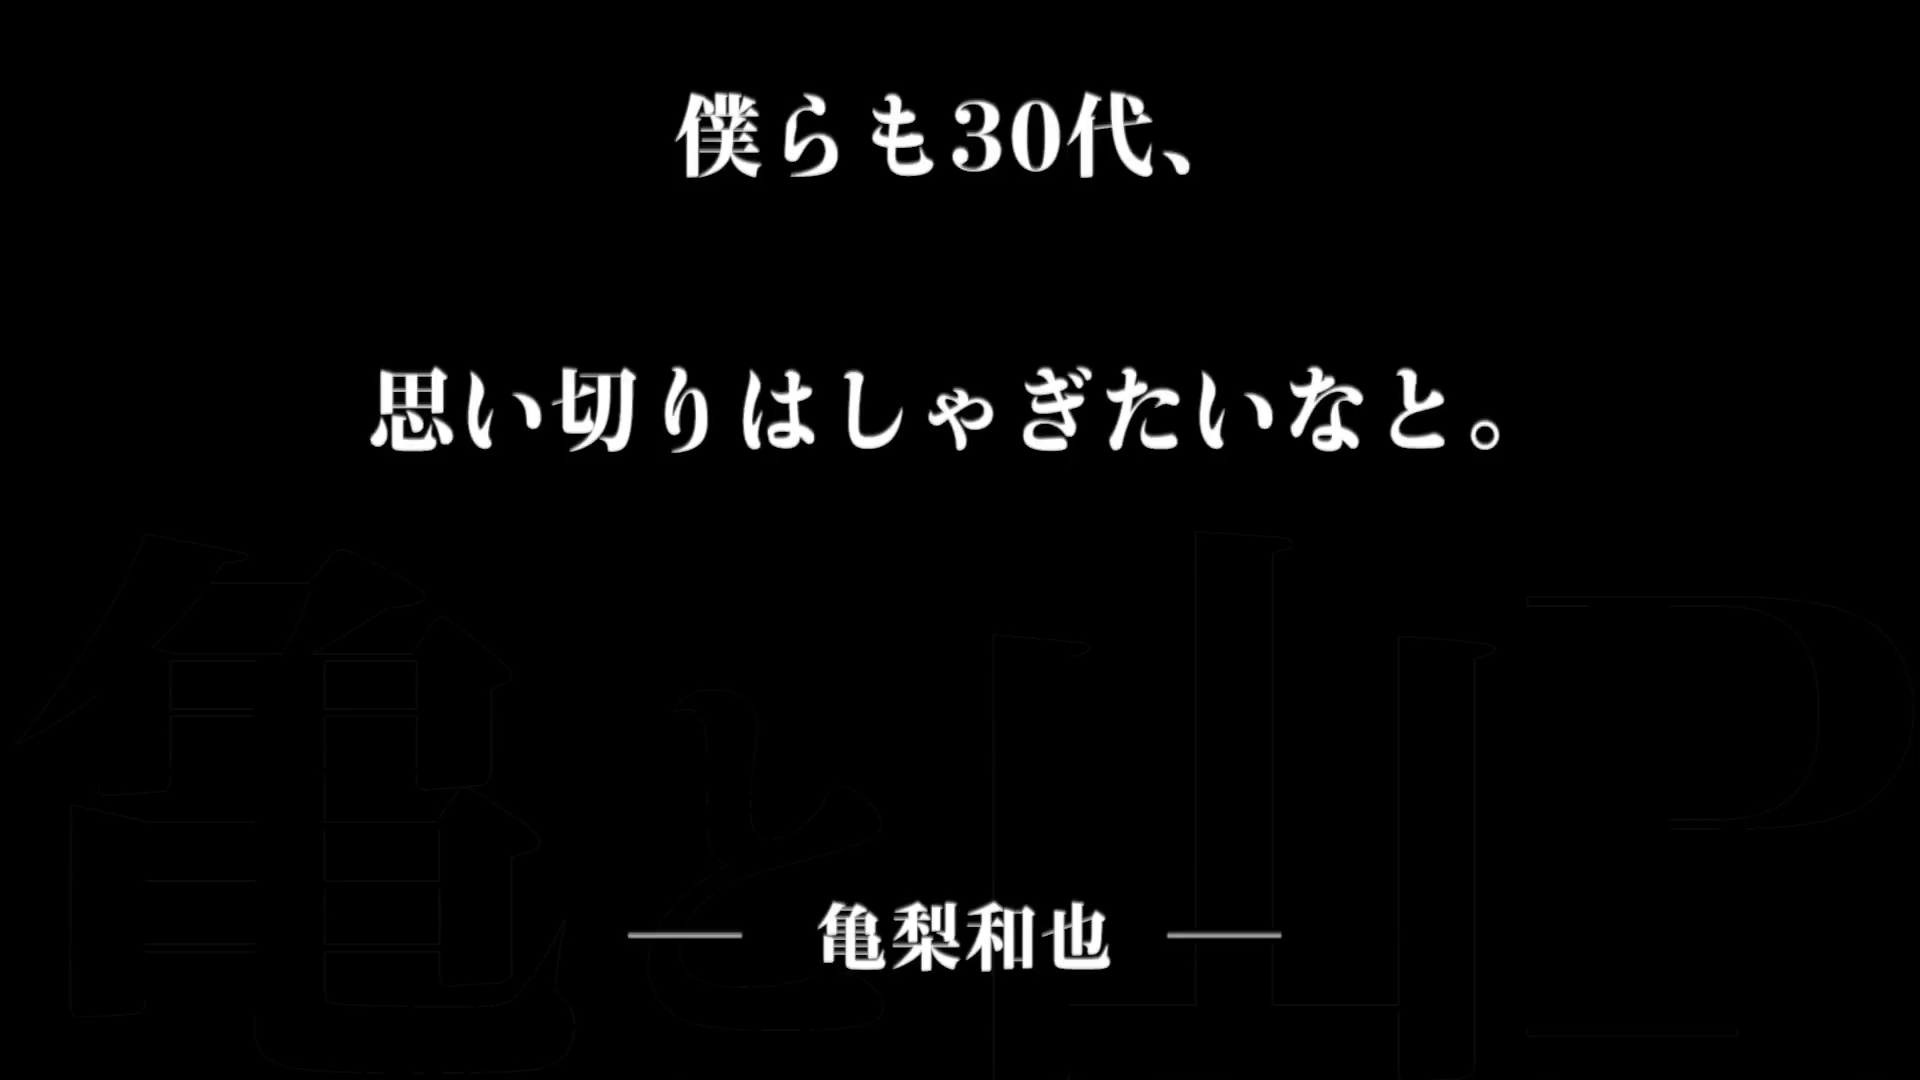 僕らも30代、
思い切りはしゃぎたいなと。
亀と山P
— 亀梨和也 —